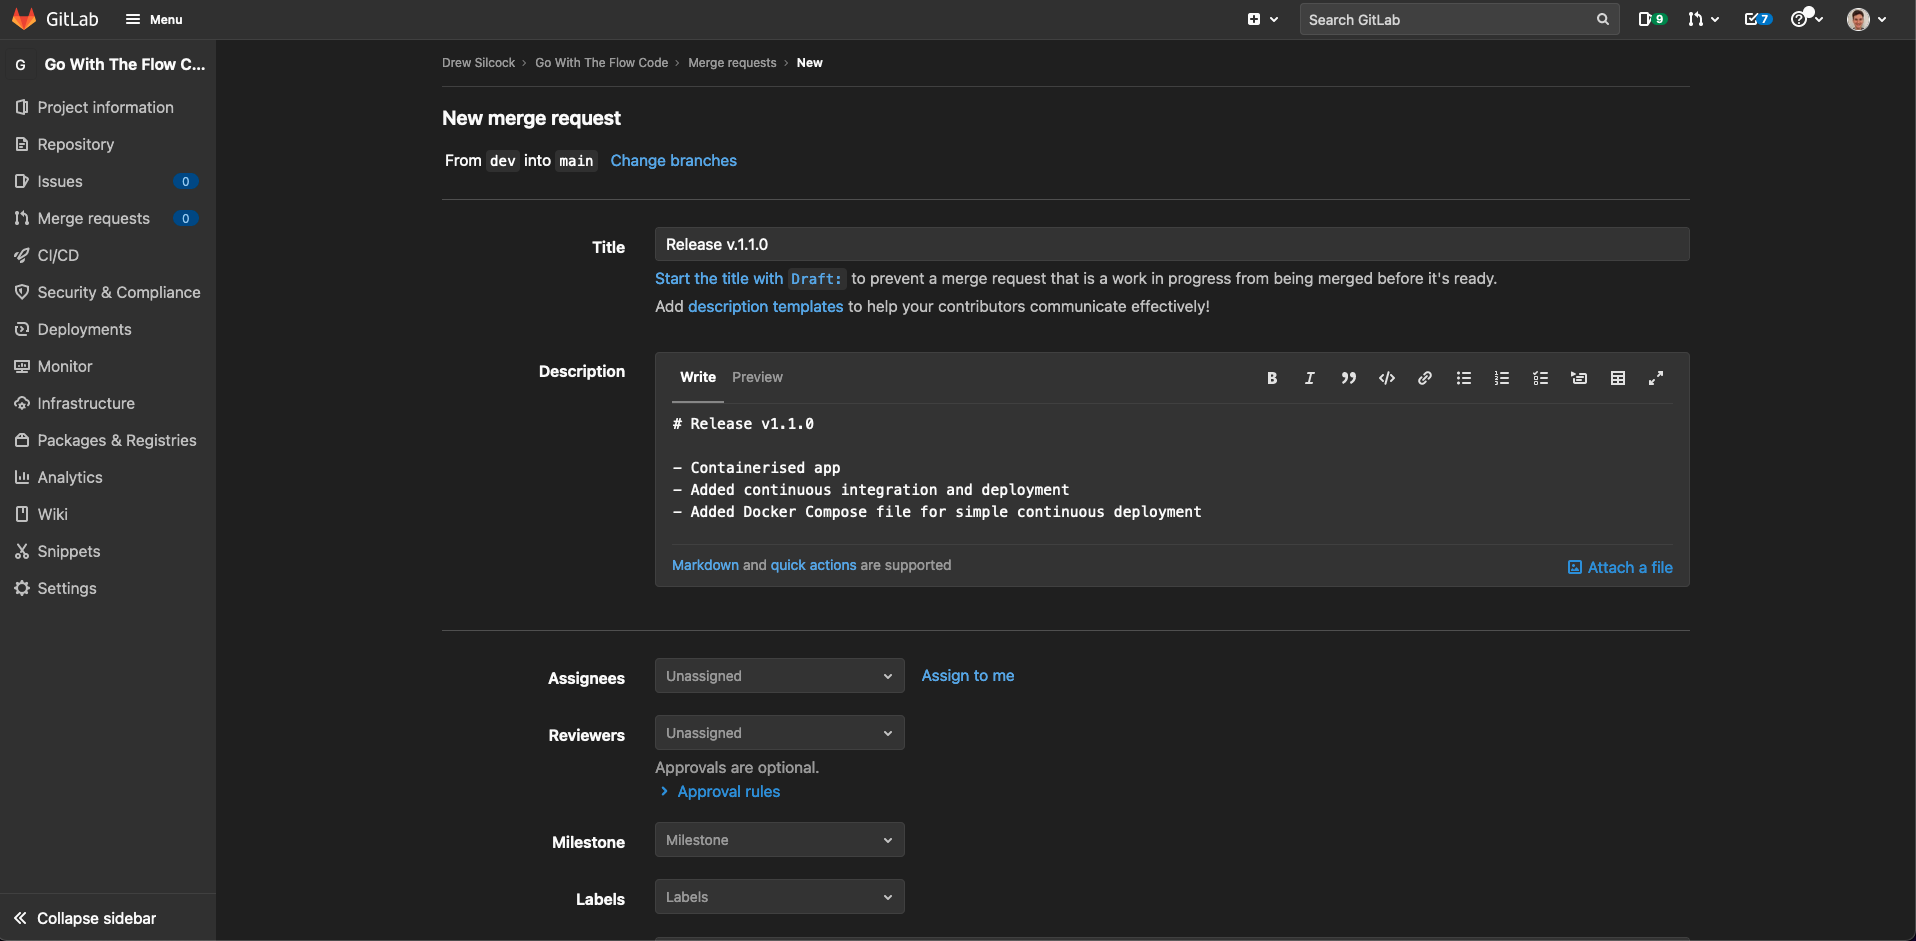 GitLab Menu Search GitLab 9 7
G Go With The Flow C...
Project information
Repository
Issues 0
Merge requests 0
CI/CD
Security & Compliance
Deployments
Monitor
Infrastructure
Packages & Registries
Analytics
Wiki
Snippets
Settings
Collapse sidebar
Drew Silcock › Go With The Flow Code › Merge requests › New
New merge request
From dev into main Change branches
Title Release v.1.1.0
Start the title with Draft: to prevent a merge request that is a work in progress from being merged before it's ready.
Add description templates to help your contributors communicate effectively!
Description Write Preview
# Release v1.1.0
- Containerised app
- Added continuous integration and deployment
- Added Docker Compose file for simple continuous deployment
Markdown and quick actions are supported Attach a file
Assignees Unassigned Assign to me
Reviewers Unassigned
Approvals are optional.
Approval rules
Milestone Milestone
Labels Labels